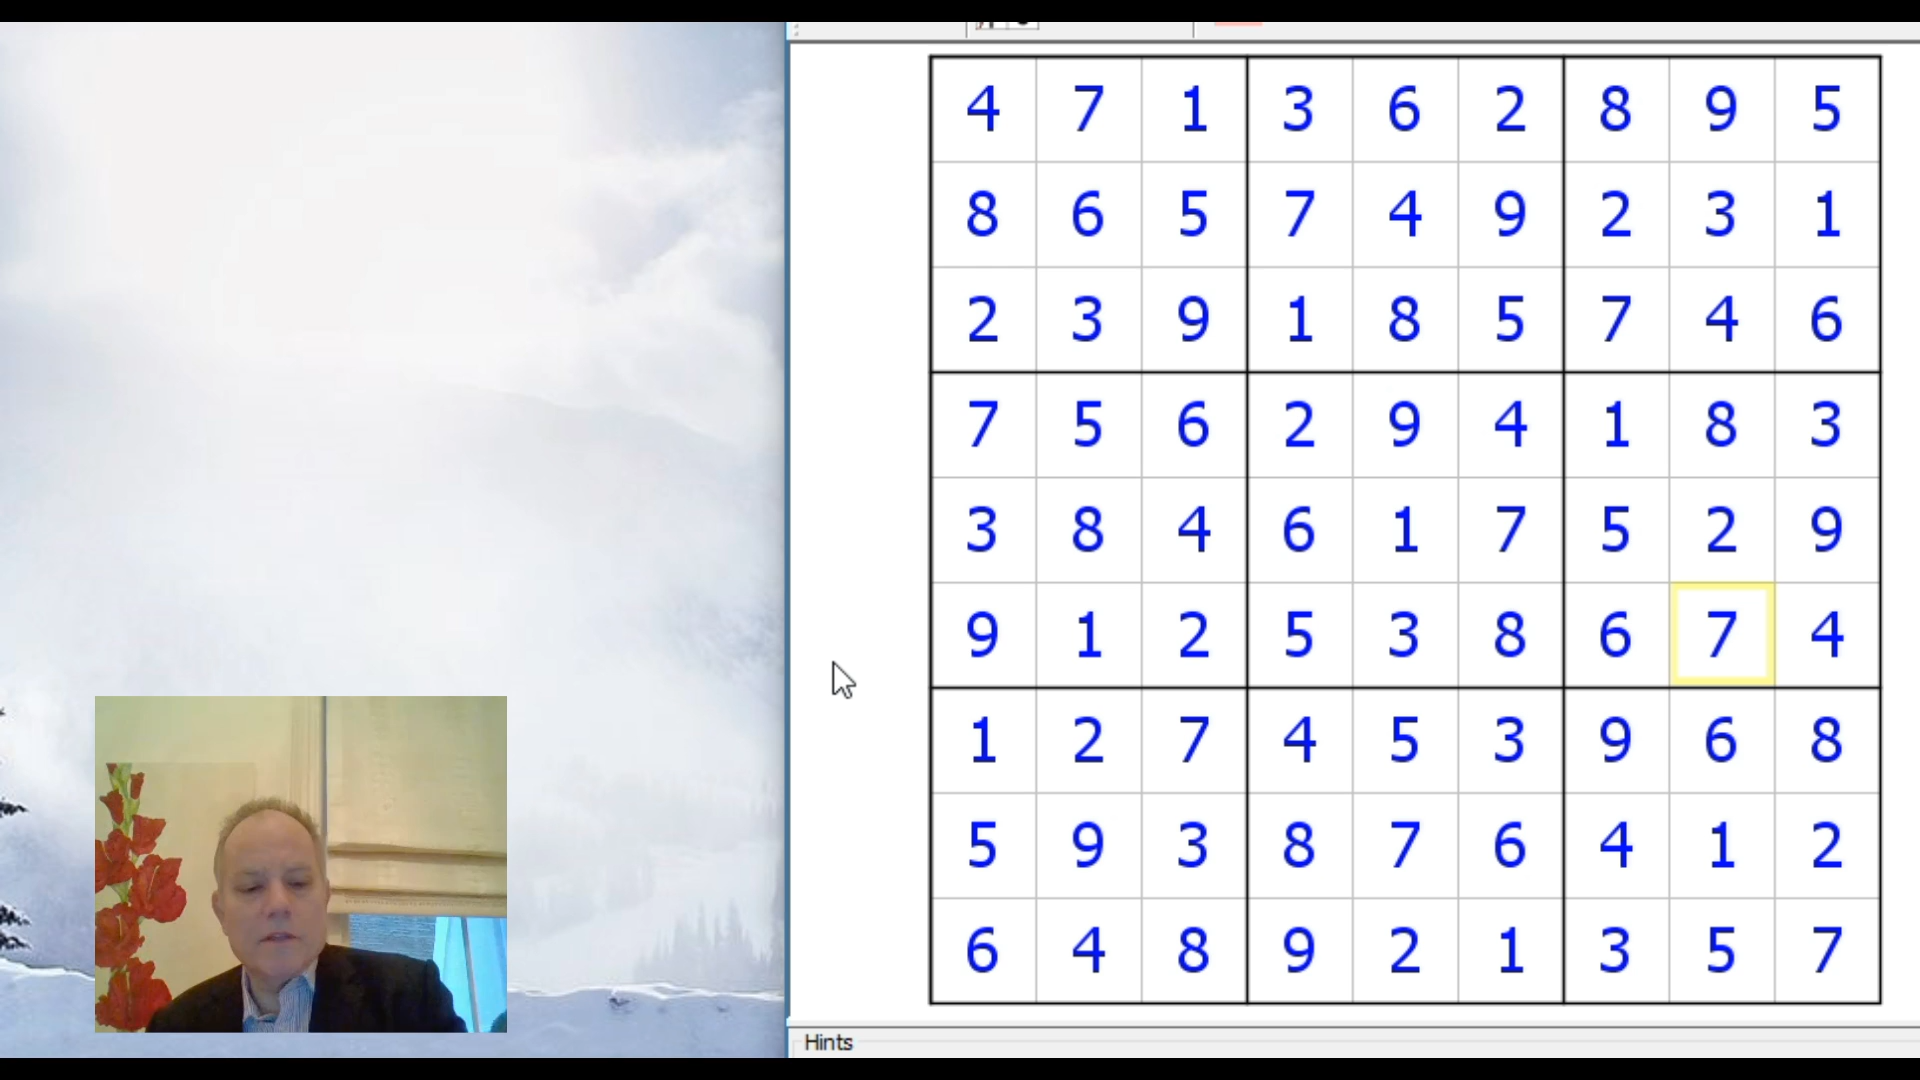 4 7 1 3 6 2 8 9 5
8 6 5 7 4 9 2 3 1
2 3 9 1 8 5 7 4 6
7 5 6 2 9 4 1 8 3
3 8 4 6 1 7 5 2 9
9 1 2 5 3 8 6 7 4
1 2 7 4 5 3 9 6 8
5 9 3 8 7 6 4 1 2
6 4 8 9 2 1 3 5 7
Hints